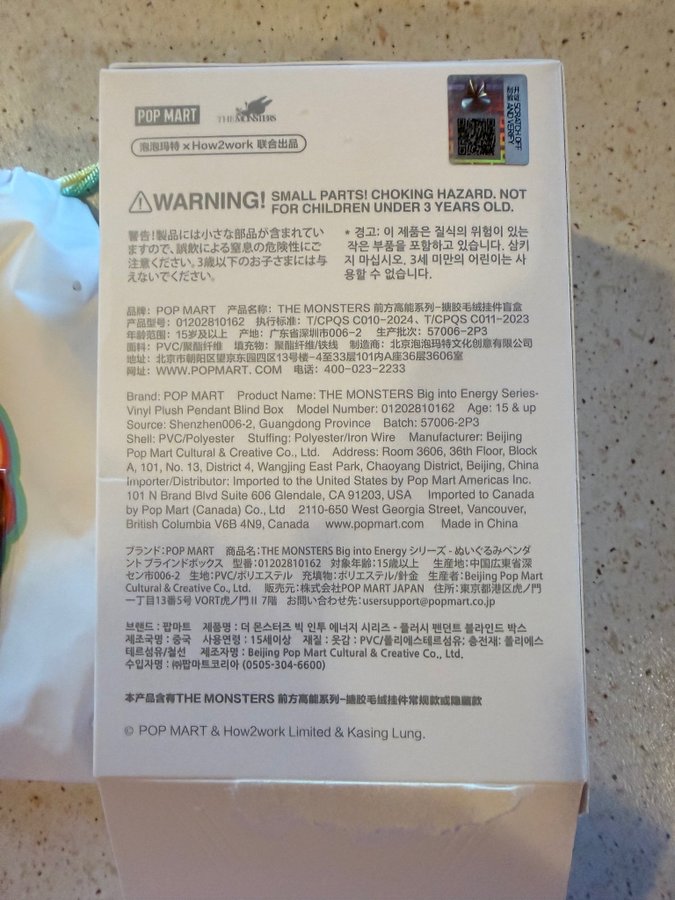 POP MART THE MONSTERS
泡泡玛特 × How2work 联合出品
开启刮刮 SCRATCH OFF AND VERIFY
WARNING! SMALL PARTS! CHOKING HAZARD. NOT
FOR CHILDREN UNDER 3 YEARS OLD.
警告!製品には小さな部品が含まれてい
ますので、誤飲による窒息の危険性にご
注意ください。3歳以下のお子さまには与
えないでください。
* 경고: 이 제품은 질식의 위험이 있는
작은 부품을 포함하고 있습니다. 삼키
지 마십시오. 3세 미만의 어린이는 사
용할 수 없습니다.
品牌: POP MART 产品名称: THE MONSTERS 前方高能系列-搪胶毛绒挂件盲盒
产品型号: 01202810162 执行标准: T/CPQS C010-2024、T/CPQS C011-2023
年龄范围: 15岁及以上 产地: 广东省深圳市006-2 生产批次: 57006-2P3
面料: PVC/聚酯纤维 填充物: 聚酯纤维/铁线 制造商: 北京泡泡玛特文化创意有限公司
地址: 北京市朝阳区望京东园四区13号楼-4至33层101内A座36层3606室
网址: WWW.POPMART. COM 电话: 400-023-2233
Brand: POP MART Product Name: THE MONSTERS Big into Energy Series-
Vinyl Plush Pendant Blind Box Model Number: 01202810162 Age: 15 & up
Source: Shenzhen006-2, Guangdong Province Batch: 57006-2P3
Shell: PVC/Polyester Stuffing: Polyester/Iron Wire Manufacturer: Beijing
Pop Mart Cultural & Creative Co., Ltd. Address: Room 3606, 36th Floor, Block
A, 101, No. 13, District 4, Wangjing East Park, Chaoyang District, Beijing, China
Importer/Distributor: Imported to the United States by Pop Mart Americas Inc.
101 N Brand Blvd Suite 606 Glendale, CA 91203, USA Imported to Canada
by Pop Mart (Canada) Co., Ltd 2110-650 West Georgia Street, Vancouver,
British Columbia V6B 4N9, Canada www.popmart.com Made in China
ブランド:POP MART 商品名:THE MONSTERS Big into Energy シリーズ - ぬいぐるみペンダ
ント ブラインドボックス 型番:01202810162 対象年齢:15歳以上 生産地:中国広東省深
セン市006-2 生地:PVC/ポリエステル 充填物:ポリエステル/針金 生産者:Beijing Pop Mart
Cultural & Creative Co., Ltd. 販売元:株式会社POP MART JAPAN 住所:東京都港区虎ノ門
一丁目13番5号 VORT虎ノ門II 7階 お問い合わせ先:usersupport@popmart.co.jp
브랜드 : 팝마트 제품명 : 더 몬스터즈 빅 인투 에너지 시리즈 - 플러시 펜던트 블라인드 박스
제조국명 : 중국 사용연령 : 15세이상 재질 : 옷감 : PVC/폴리에스테르섬유; 충전재: 폴리에스
테르섬유/철선 제조자명 : Beijing Pop Mart Cultural & Creative Co., Ltd.
수입자명 : ㈜팝마트코리아 (0505-304-6600)
本产品含有THE MONSTERS 前方高能系列-搪胶毛绒挂件常规款或隐藏款
© POP MART & How2work Limited & Kasing Lung.